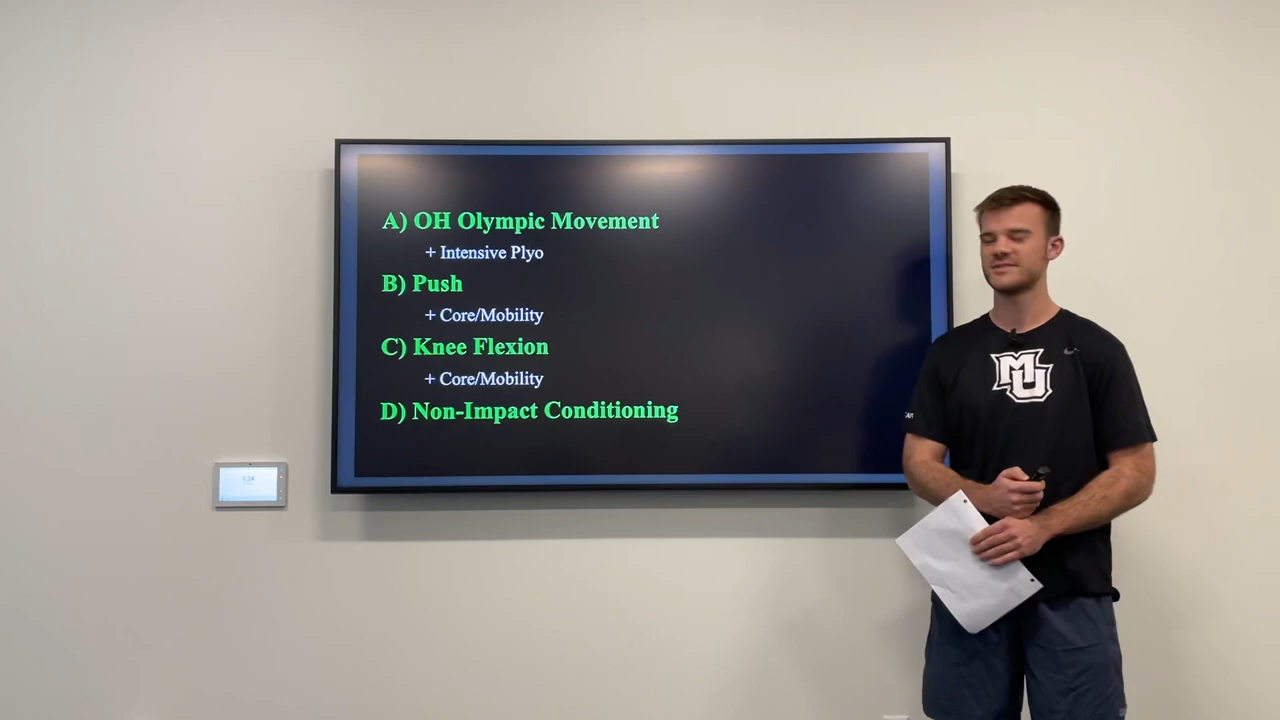 A) OH Olympic Movement
+ Intensive Plyo
B) Push
+ Core/Mobility
C) Knee Flexion
+ Core/Mobility
D) Non-Impact Conditioning
MU